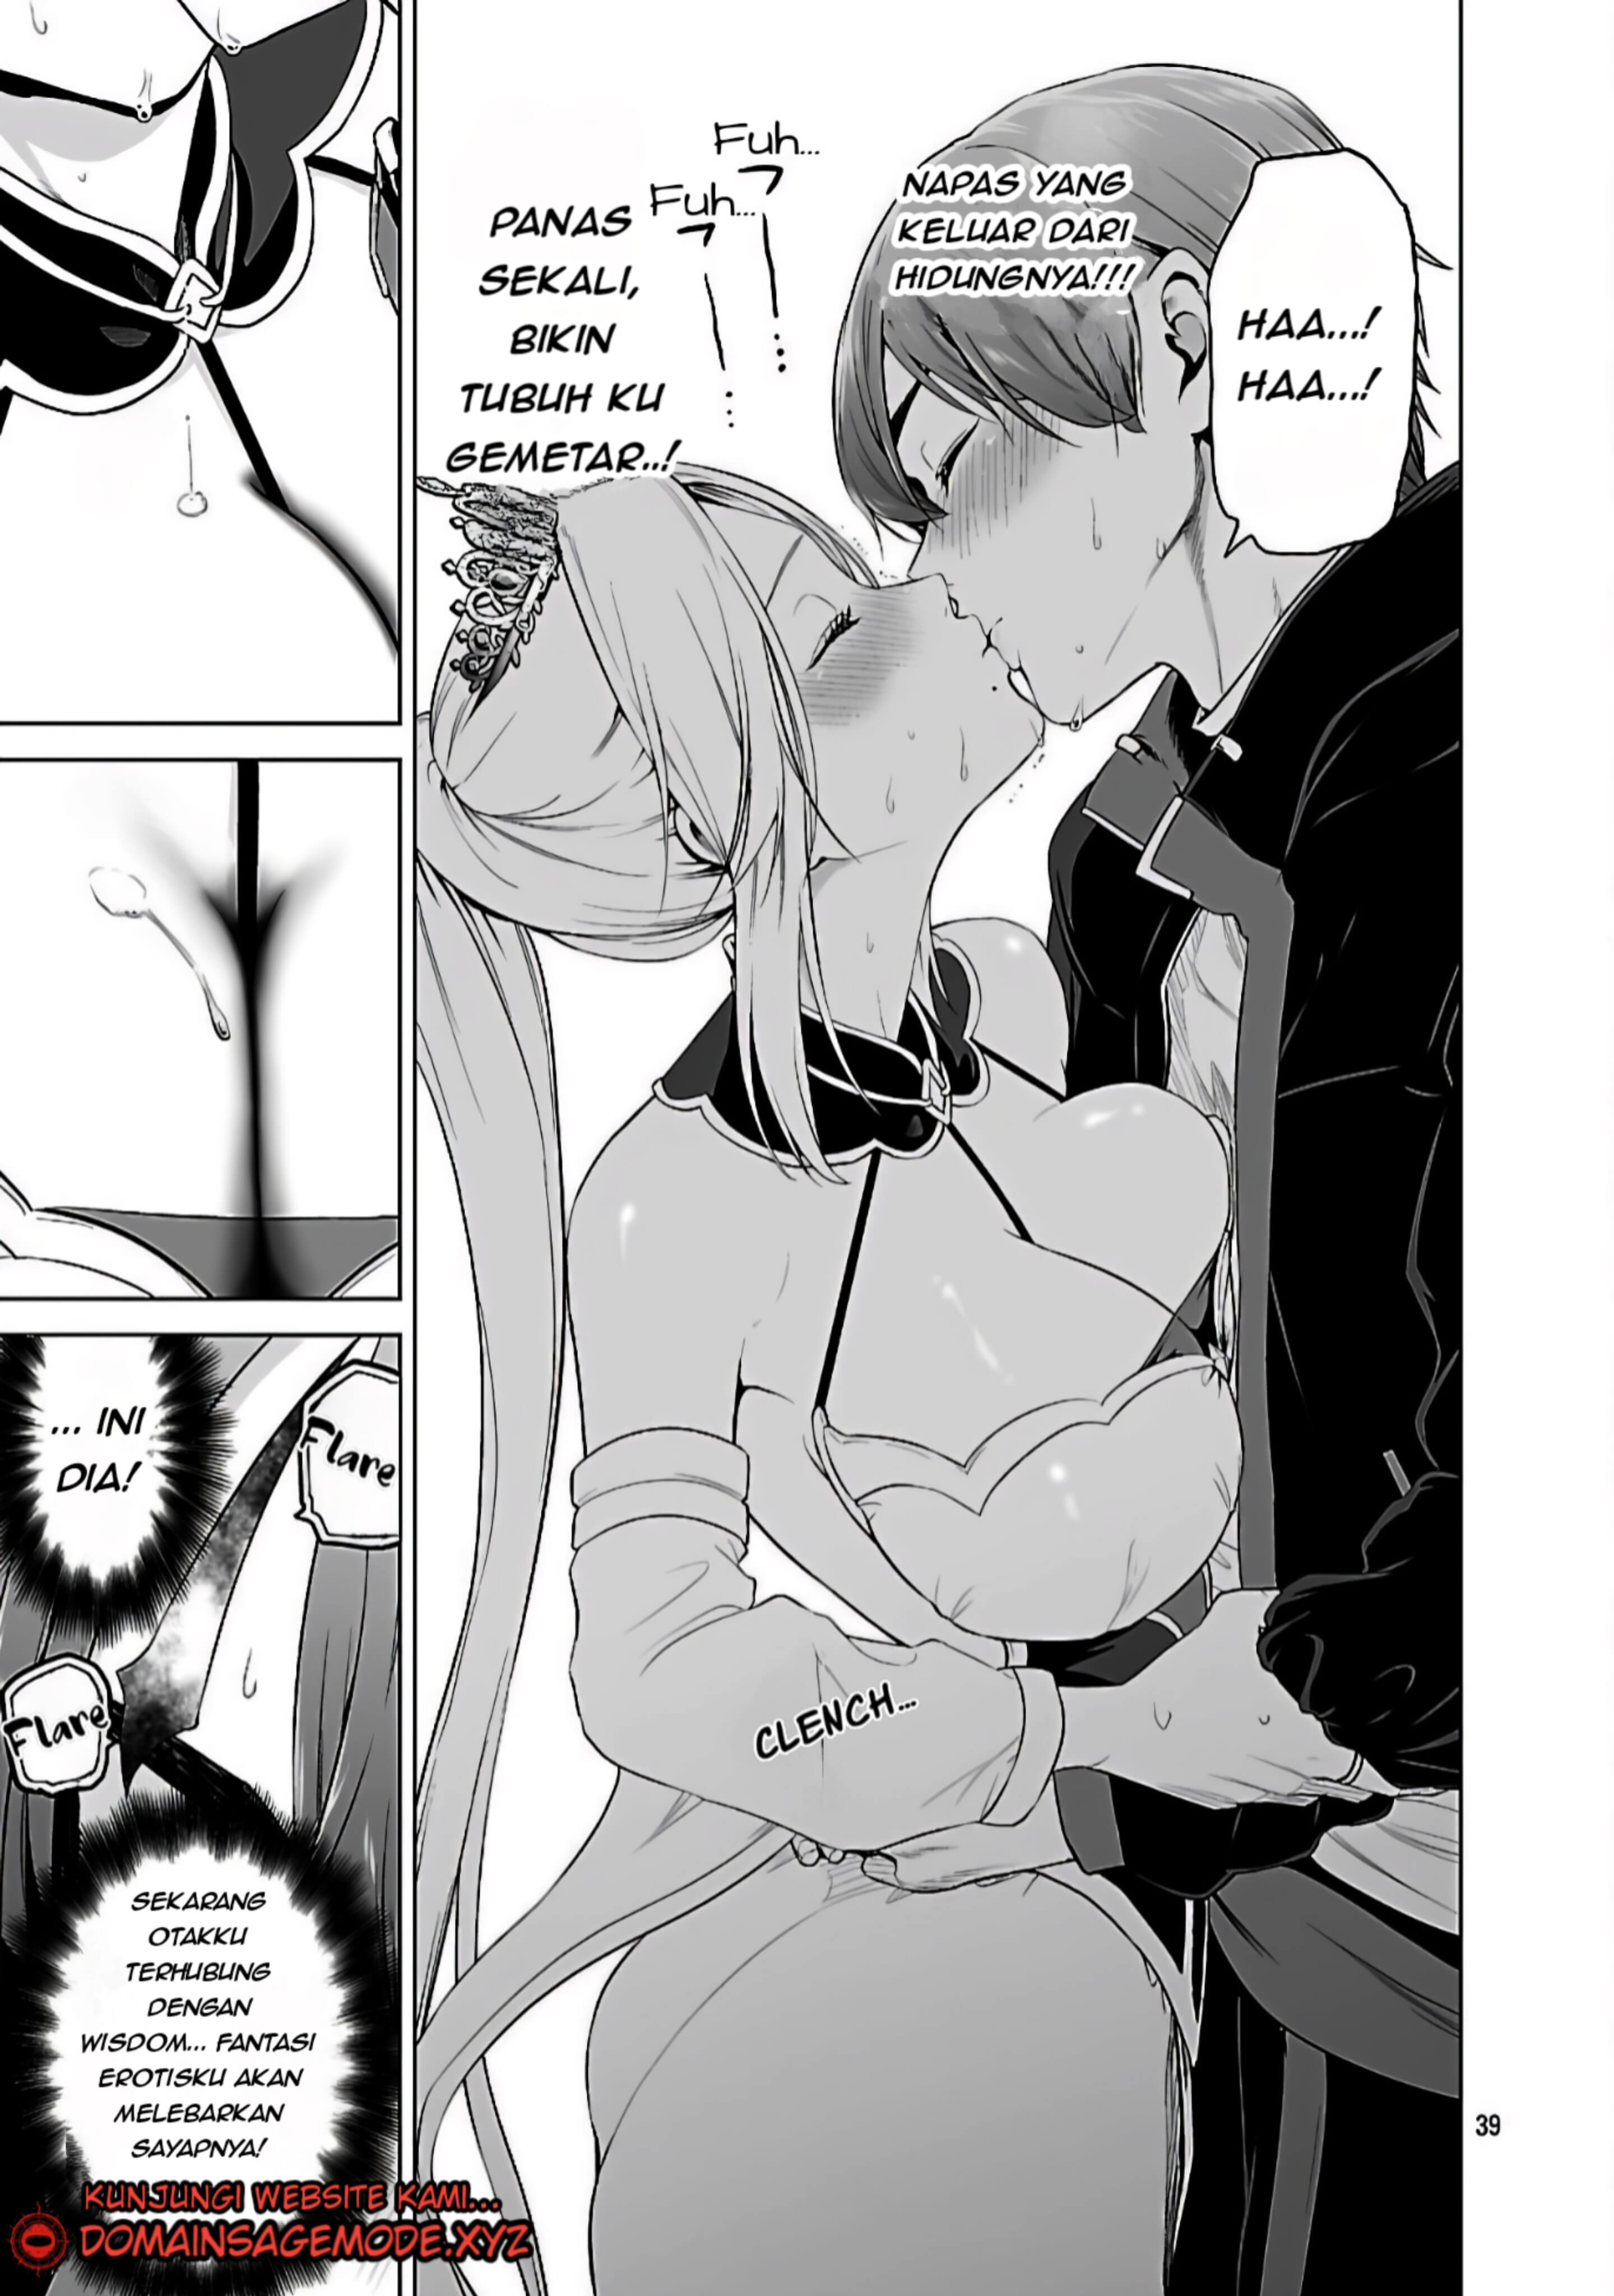 NAPAS YANG
KELUAR DARI
HIDUNGNYA!!!
HAA...!
HAA...!
Fuh...
Fuh...
PANAS
SEKALI,
BIKIN
TUBUH KU
GEMETAR..!
CLENCH...
... INI
DIA!
Flare
Flare
SEKARANG
OTAKKU
TERHUBUNG
DENGAN
WISDOM... FANTASI
EROTISKU AKAN
MELEBARKAN
SAYAPNYA!
39
KUNJUNGI WEBSITE KAMI...
DOMAINSAGEMODE.XYZ